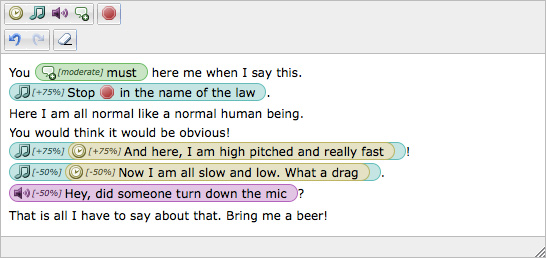 You [moderate] must here me when I say this.
[+75%] Stop in the name of the law .
Here I am all normal like a normal human being.
You would think it would be obvious!
[+75%] [+75%] And here, I am high pitched and really fast !
[-50%] [-50%] Now I am all slow and low. What a drag .
[-50%] Hey, did someone turn down the mic ?
That is all I have to say about that. Bring me a beer!